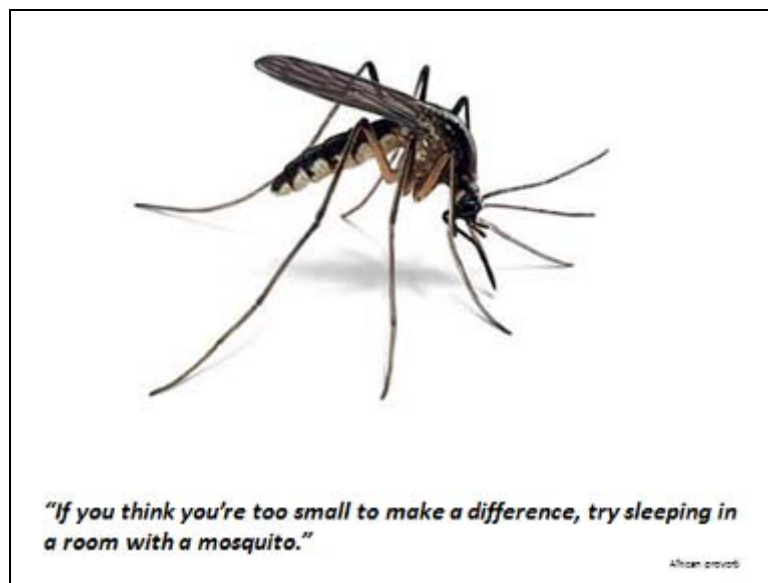 “If you think you’re too small to make a difference, try sleeping in
a room with a mosquito.”
African proverb